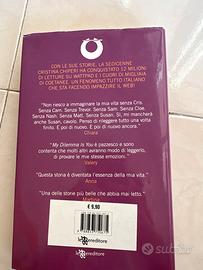 CON LE SUE STORIE, LA SEDICENNE
CRISTINA CHIPERI HA CONQUISTATO 12 MILIONI
DI LETTURE SU WATTPAD E I CUORI DI MIGLIAIA
DI COETANEE. UN FENOMENO TUTTO ITALIANO
CHE STA FACENDO IMPAZZIRE IL WEB!
"Non riesco a immaginare la mia vita senza Cris.
Senza Cam. Senza Trevor. Senza Sam. Senza Cloe.
Senza Nash. Senza Matt. Senza Susan. Sì, mi mancherà
anche Susan, cavolo. Penso di rileggere tutto una volta
finito. E poi di nuovo. E poi di nuovo ancora."
Chiara
"My Dilemma Is You è pazzesco e sono
contenta che molti altri avranno modo di leggerlo,
di provare le mie stesse emozioni."
Valery
"Questa storia è diventata l'essenza della mia vita."
Anna
"Una delle storie più belle che abbia mai letto."
Martina
€ 9,90
editore
subito